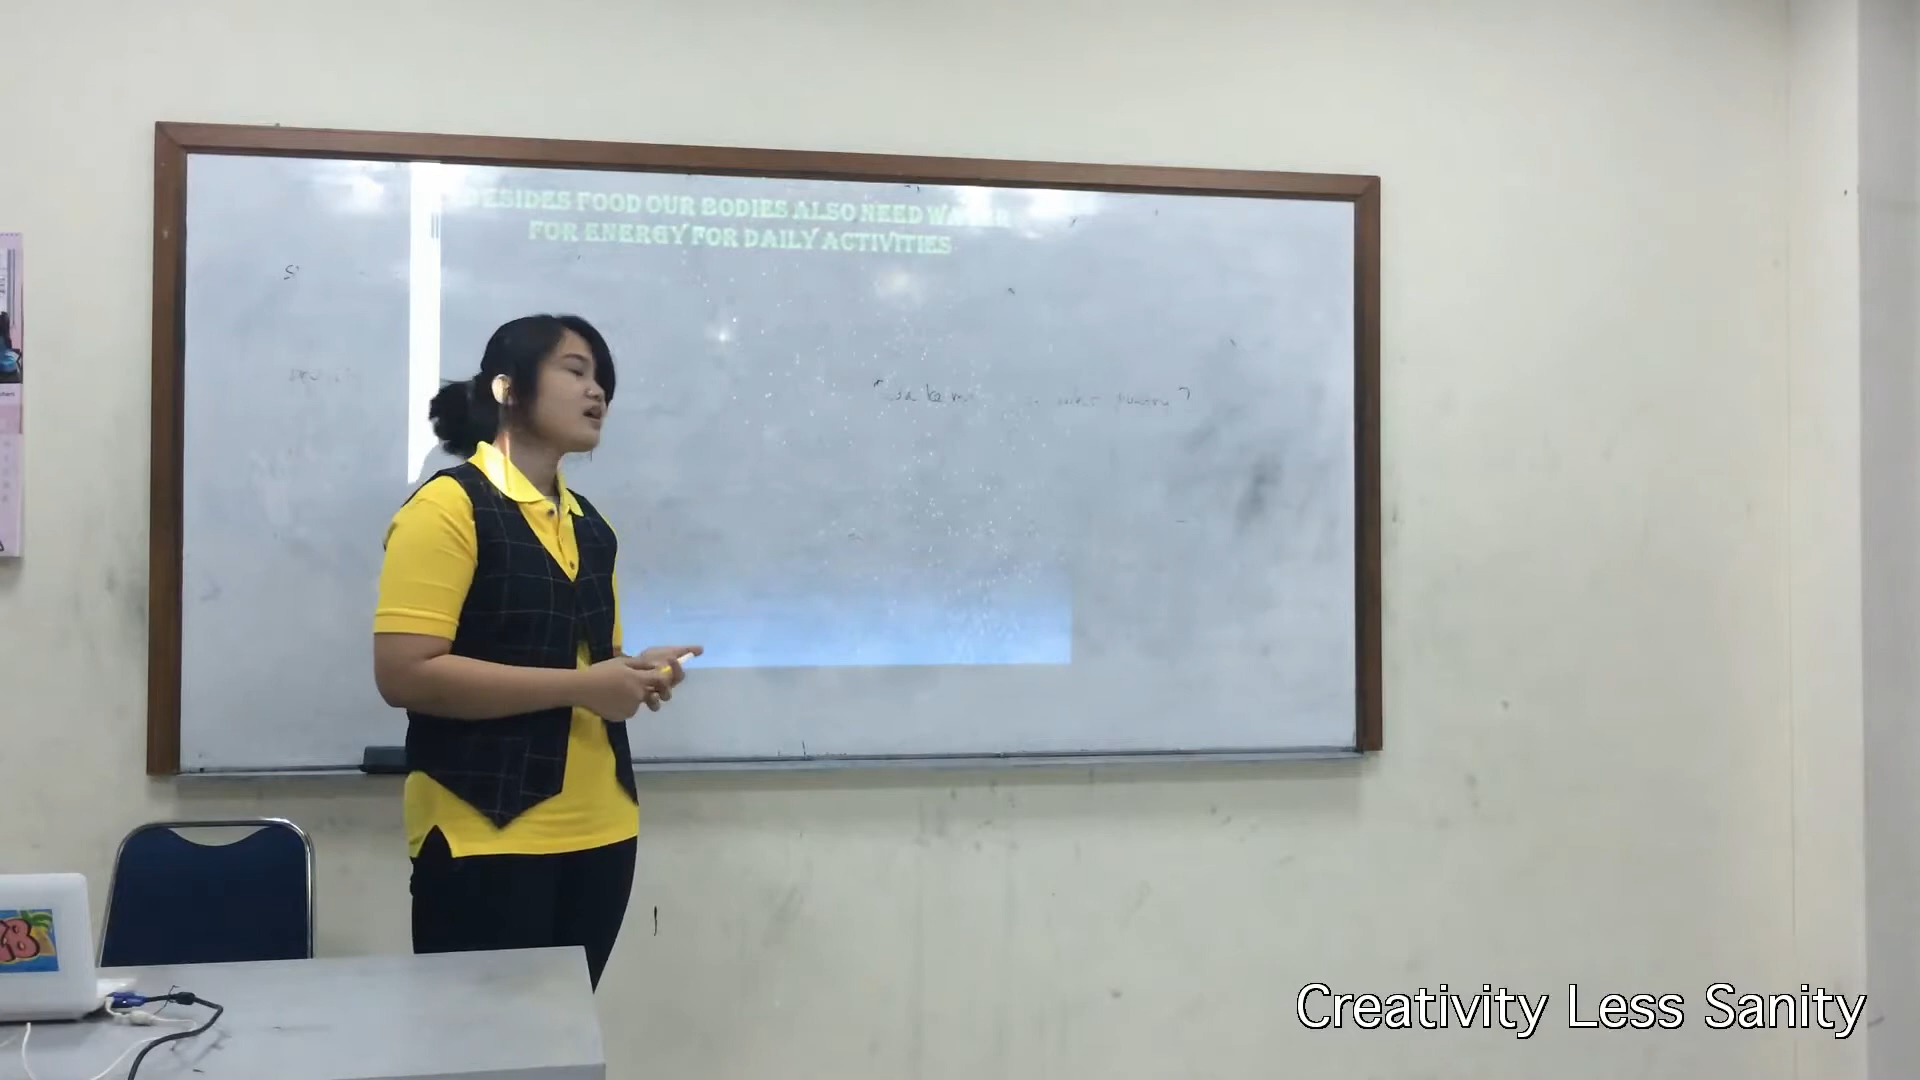 BESIDES FOOD OUR BODIES ALSO NEED WATER
FOR ENERGY FOR DAILY ACTIVITIES
Creativity Less Sanity